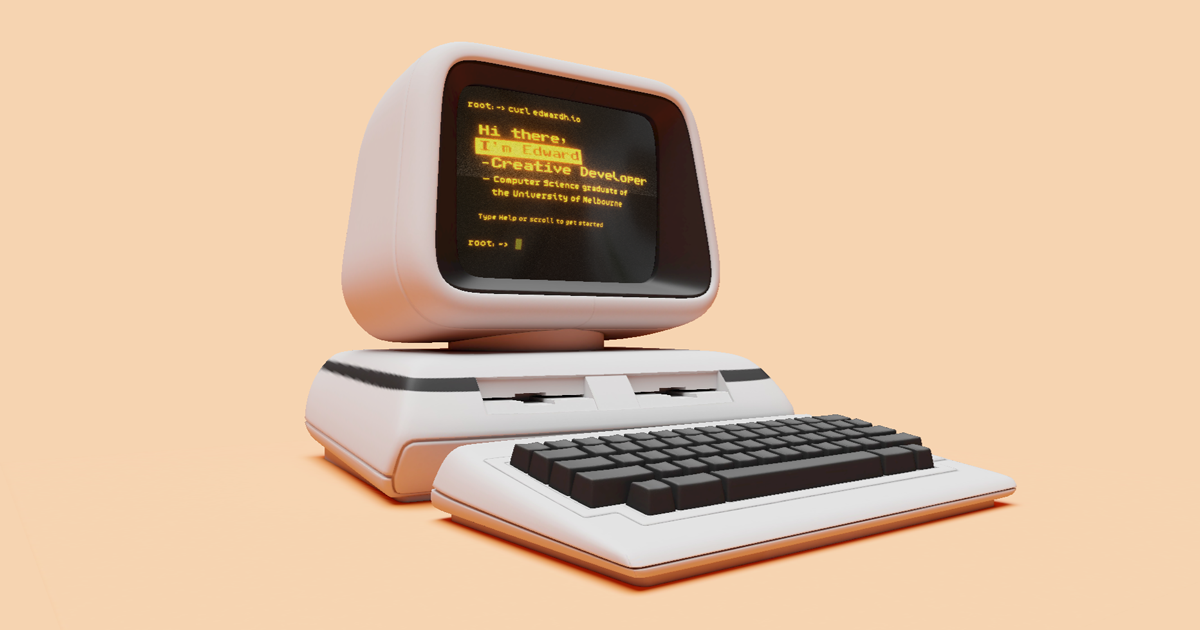 root:~> curl edwardh.io
Hi there,
I'm Edward
-Creative Developer
- Computer Science graduate of
the University of Melbourne
Type Help or scroll to get started
root:~>